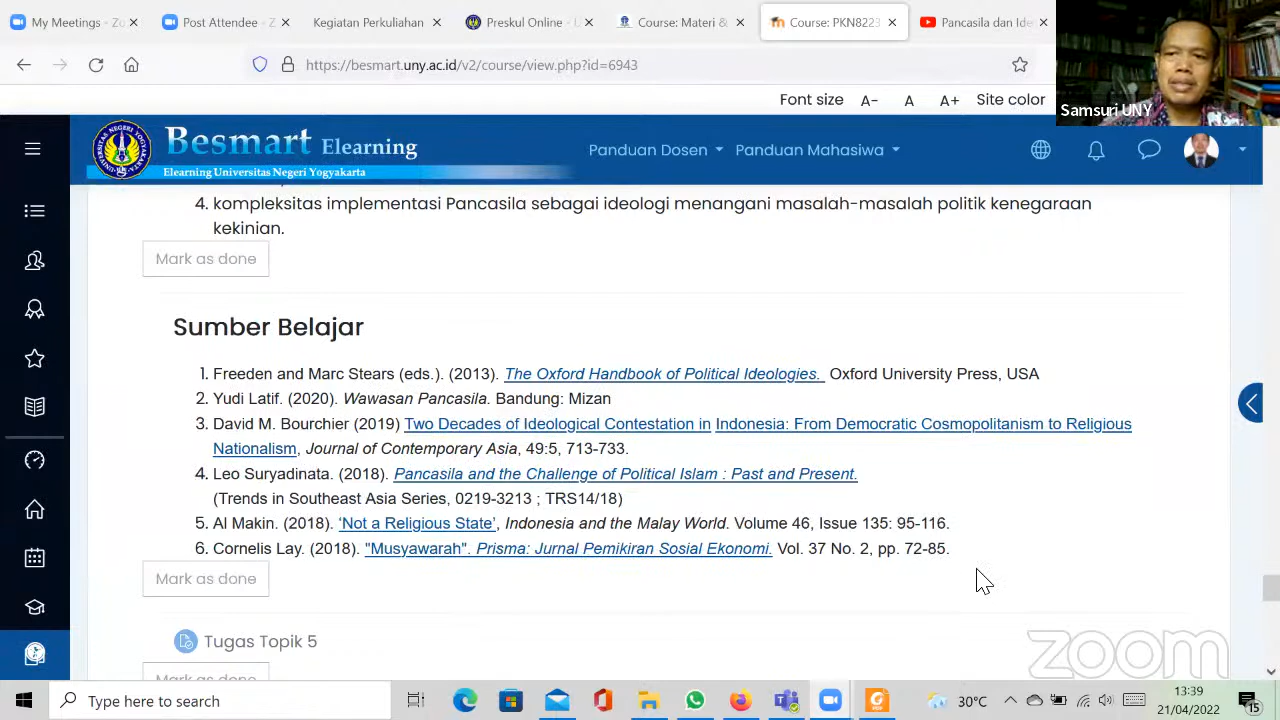 My Meetings - Zo
Post Attendee - Z
Kegiatan Perkuliahan
Preskul Online - L
Course: Materi &
Course: PKN8223
Pancasila dan Ide
https://besmart.uny.ac.id/v2/course/view.php?id=6943
Font size A- A A+ Site color
Samsuri UNY
Besmart Elearning
Elearning Universitas Negeri Yogyakarta
Panduan Dosen
Panduan Mahasiwa
4. kompleksitas implementasi Pancasila sebagai ideologi menangani masalah-masalah politik kenegaraan
kekinian.
Mark as done
Sumber Belajar
1. Freeden and Marc Stears (eds.). (2013). The Oxford Handbook of Political Ideologies. Oxford University Press, USA
2. Yudi Latif. (2020). Wawasan Pancasila. Bandung: Mizan
3. David M. Bourchier (2019) Two Decades of Ideological Contestation in Indonesia: From Democratic Cosmopolitanism to Religious
Nationalism, Journal of Contemporary Asia, 49:5, 713-733.
4. Leo Suryadinata. (2018). Pancasila and the Challenge of Political Islam : Past and Present.
(Trends in Southeast Asia Series, 0219-3213 ; TRS14/18)
5. Al Makin. (2018). ‘Not a Religious State’, Indonesia and the Malay World. Volume 46, Issue 135: 95-116.
6. Cornelis Lay. (2018). "Musyawarah". Prisma: Jurnal Pemikiran Sosial Ekonomi. Vol. 37 No. 2, pp. 72-85.
Mark as done
Tugas Topik 5
Mark as done
zoom
Type here to search
30°C
13:39
21/04/2022
15